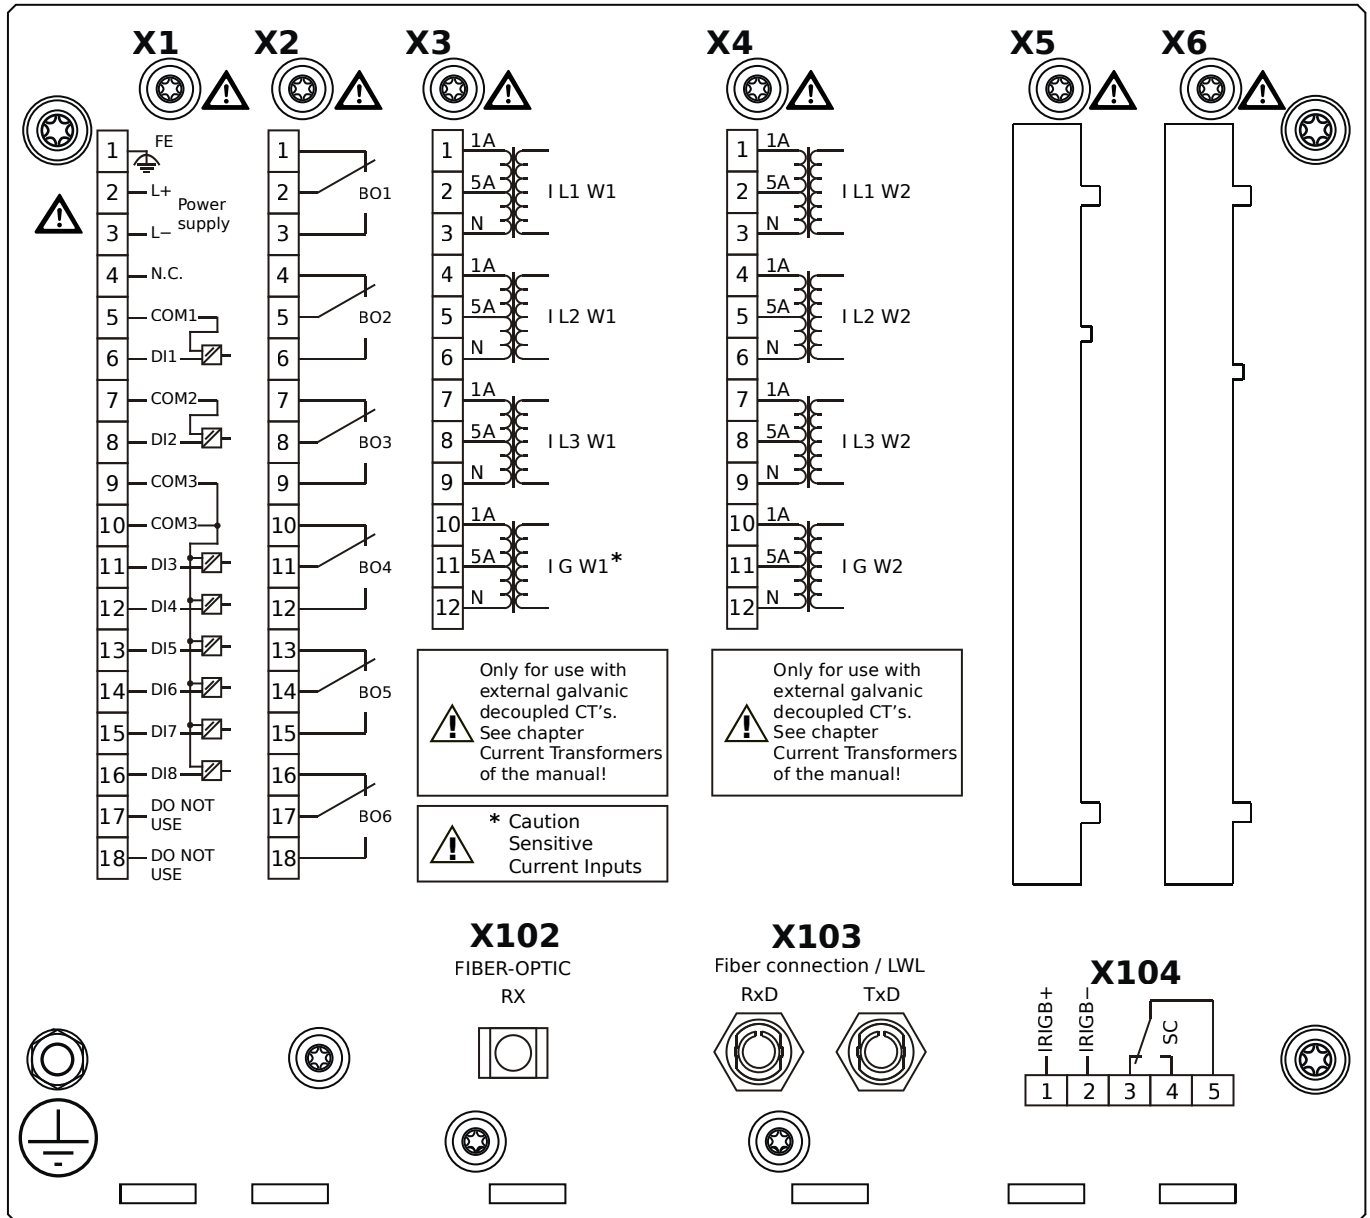 X1
X2
X3
X4
X5
X6
1
FE
2
L+
Power
supply
3
L−
4
N.C.
5
COM1
6
DI1
7
COM2
8
DI2
9
COM3
10
COM3
11
DI3
12
DI4
13
DI5
14
DI6
15
DI7
16
DI8
17
DO NOT
USE
18
DO NOT
USE
1
2
BO1
3
4
5
BO2
6
7
8
BO3
9
10
11
BO4
12
13
14
BO5
15
16
17
BO6
18
1
1A
2
5A
I L1 W1
3
N
4
1A
5
5A
I L2 W1
6
N
7
1A
8
5A
I L3 W1
9
N
10
1A
11
5A
I G W1*
12
N
Only for use with
external galvanic
decoupled CT's.
See chapter
Current Transformers
of the manual!
* Caution
Sensitive
Current Inputs
1
1A
2
5A
I L1 W2
3
N
4
1A
5
5A
I L2 W2
6
N
7
1A
8
5A
I L3 W2
9
N
10
1A
11
5A
I G W2
12
N
Only for use with
external galvanic
decoupled CT's.
See chapter
Current Transformers
of the manual!
X102
FIBER-OPTIC
RX
X103
Fiber connection / LWL
RxD
TxD
X104
IRIGB+
IRIGB−
SC
1
2
3
4
5